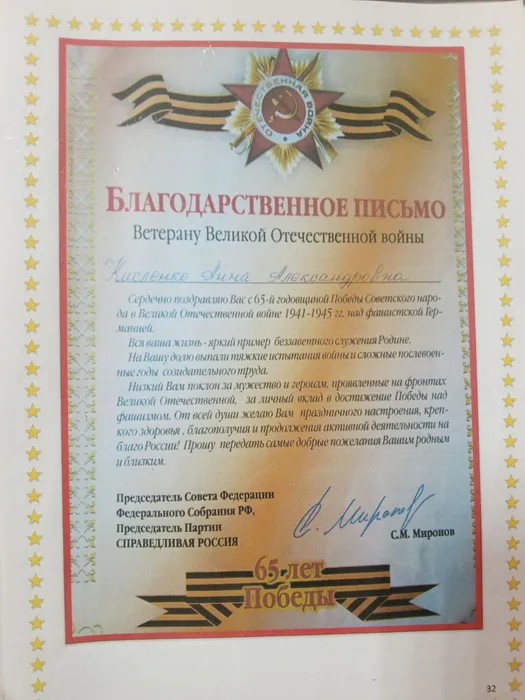 ОТЕЧЕСТВЕННАЯ ВОЙНА
БЛАГОДАРСТВЕННОЕ ПИСЬМО
Ветерану Великой Отечественной войны
Кисленко Анна Александровна
Сердечно поздравляю Вас с 65-й годовщиной Победы Советского наро-
да в Великой Отечественной войне 1941-1945 гг. над фашистской Гер-
манией.
Вся ваша жизнь - яркий пример беззаветного служения Родине.
На Вашу долю выпали тяжкие испытания войны и сложные послевоен-
ные годы созидательного труда.
Низкий Вам поклон за мужество и героизм, проявленные на фронтах
Великой Отечественной, за личный вклад в достижение Победы над
фашизмом. От всей души желаю Вам праздничного настроения, креп-
кого здоровья , благополучия и продолжения активной деятельности на
благо России! Прошу передать самые добрые пожелания Вашим родным
и близким.
Председатель Совета Федерации
Федерального Собрания РФ,
Председатель Партии
СПРАВЕДЛИВАЯ РОССИЯ
С. Миронов
С.М. Миронов
65 лет
Победы
32